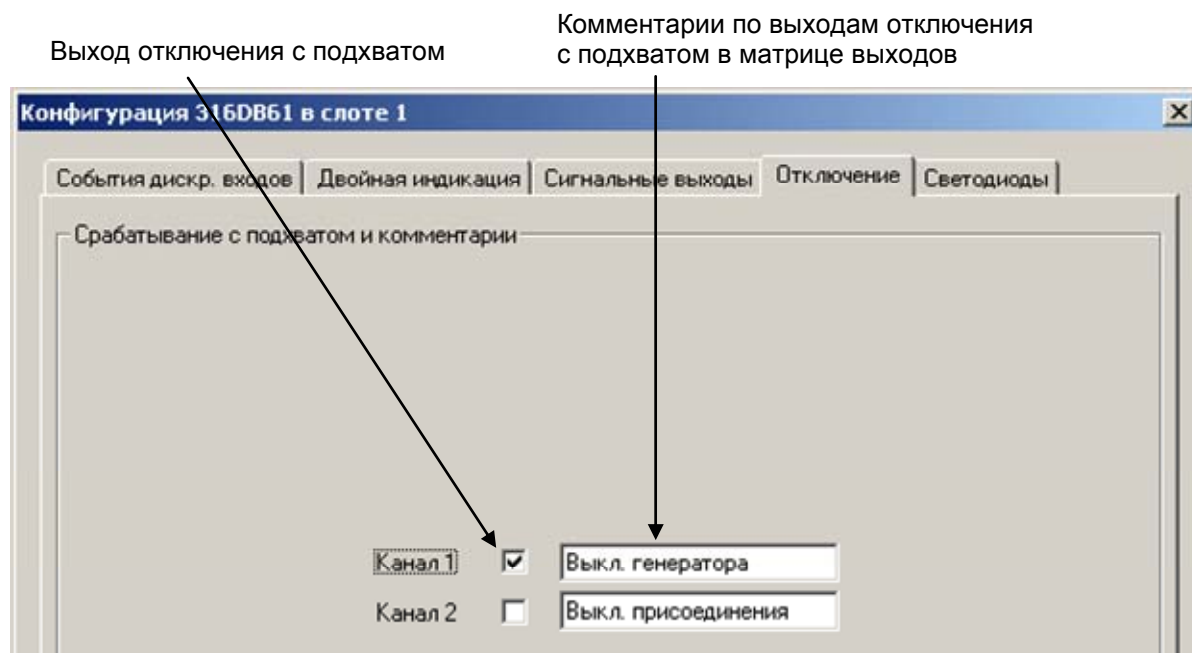 Выход отключения с подхватом
Комментарии по выходам отключения
с подхватом в матрице выходов
Конфигурация 316DB61 в слоте 1
События дискр. входов
Двойная индикация
Сигнальные выходы
Отключение
Светодиоды
Срабатывание с подхватом и комментарии
Канал 1
Выкл. генератора
Канал 2
Выкл. присоединения